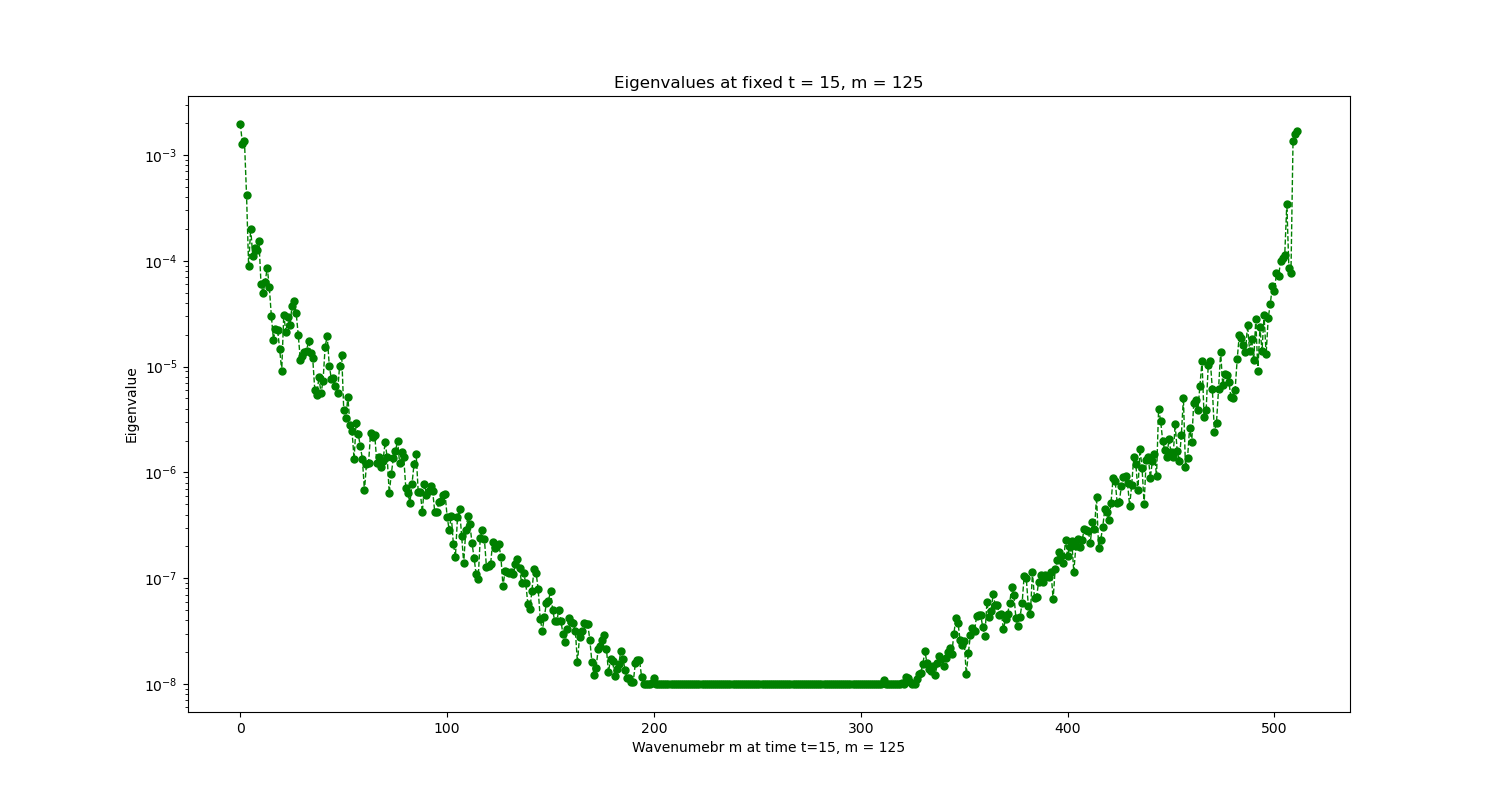 Eigenvalues at fixed t = 15, m = 125
10⁻³
10⁻⁴
10⁻⁵
10⁻⁶
10⁻⁷
10⁻⁸
Eigenvalue
0 100 200 300 400 500
Wavenumebr m at time t=15, m = 125